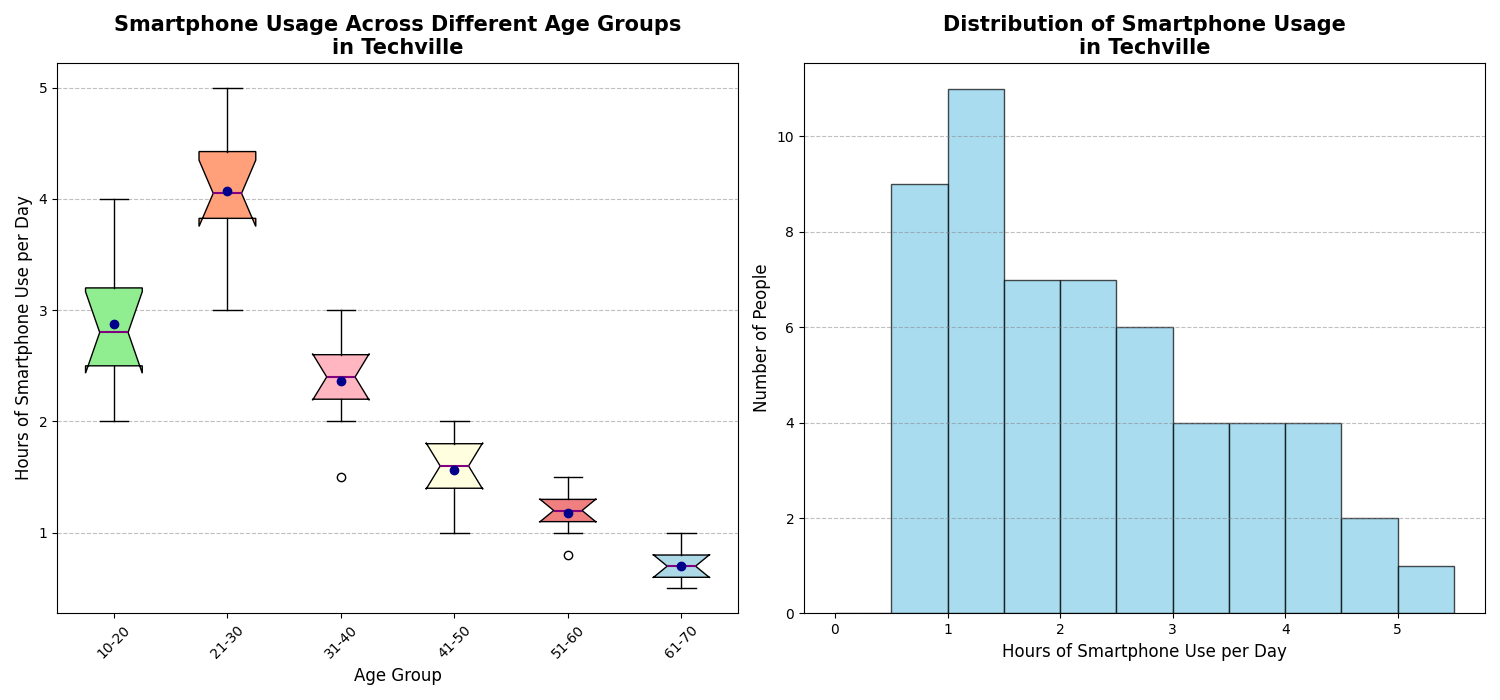 Smartphone Usage Across Different Age Groups
in Techville
Hours of Smartphone Use per Day
5
4
3
2
1
10-20
21-30
31-40
41-50
51-60
61-70
Age Group
Distribution of Smartphone Usage
in Techville
Number of People
10
8
6
4
2
0
0
1
2
3
4
5
Hours of Smartphone Use per Day